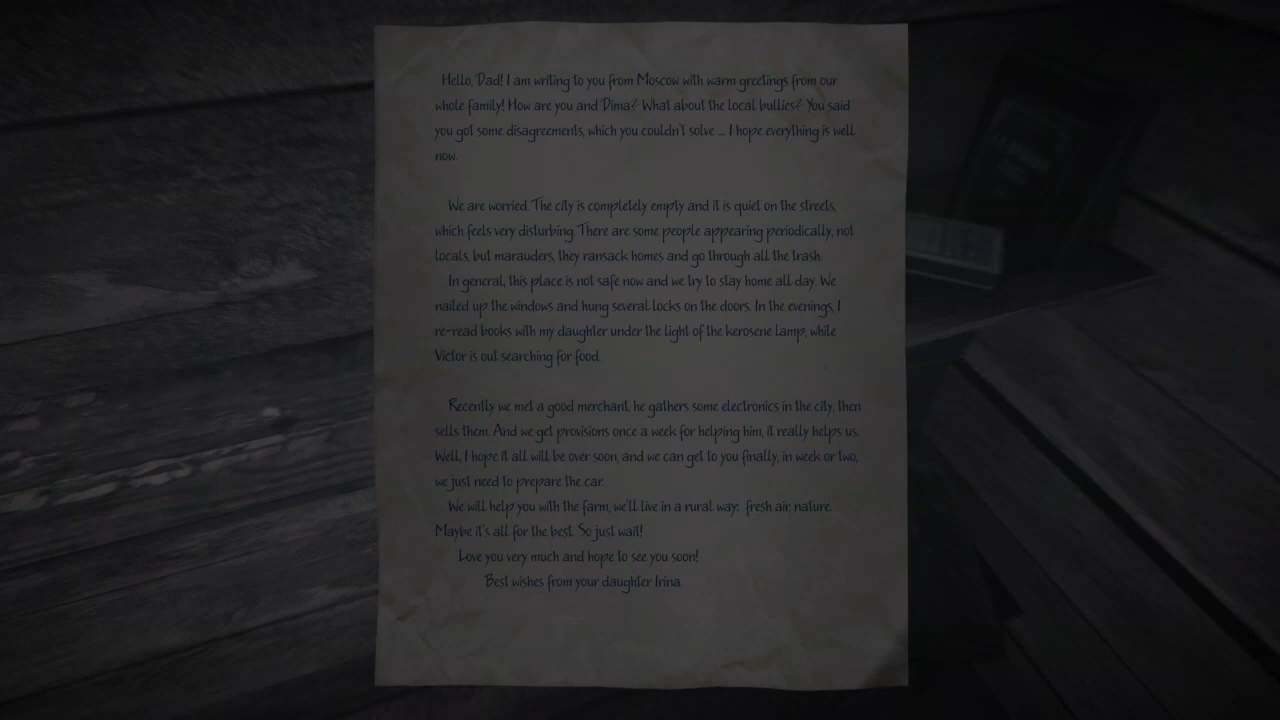 Hello, Dad! I am writing to you from Moscow with warm greetings from our
whole family! How are you and Dima? What about the local bullies? You said
you got some disagreements, which you couldn't solve ... I hope everything is well
now.
We are worried. The city is completely empty and it is quiet on the streets,
which feels very disturbing. There are some people appearing periodically, not
locals, but marauders, they ransack homes and go through all the trash.
In general, this place is not safe now and we try to stay home all day. We
nailed up the windows and hung several locks on the doors. In the evenings, I
re-read books with my daughter under the light of the kerosene lamp, while
Victor is out searching for food.
Recently we met a good merchant, he gathers some electronics in the city, then
sells them. And we get provisions once a week for helping him, it really helps us.
Well, I hope it all will be over soon, and we can get to you finally, in week or two,
we just need to prepare the car.
We will help you with the farm, we'll live in a rural way: fresh air, nature.
Maybe it's all for the best. So just wait!
Love you very much and hope to see you soon!
Best wishes from your daughter Irina.